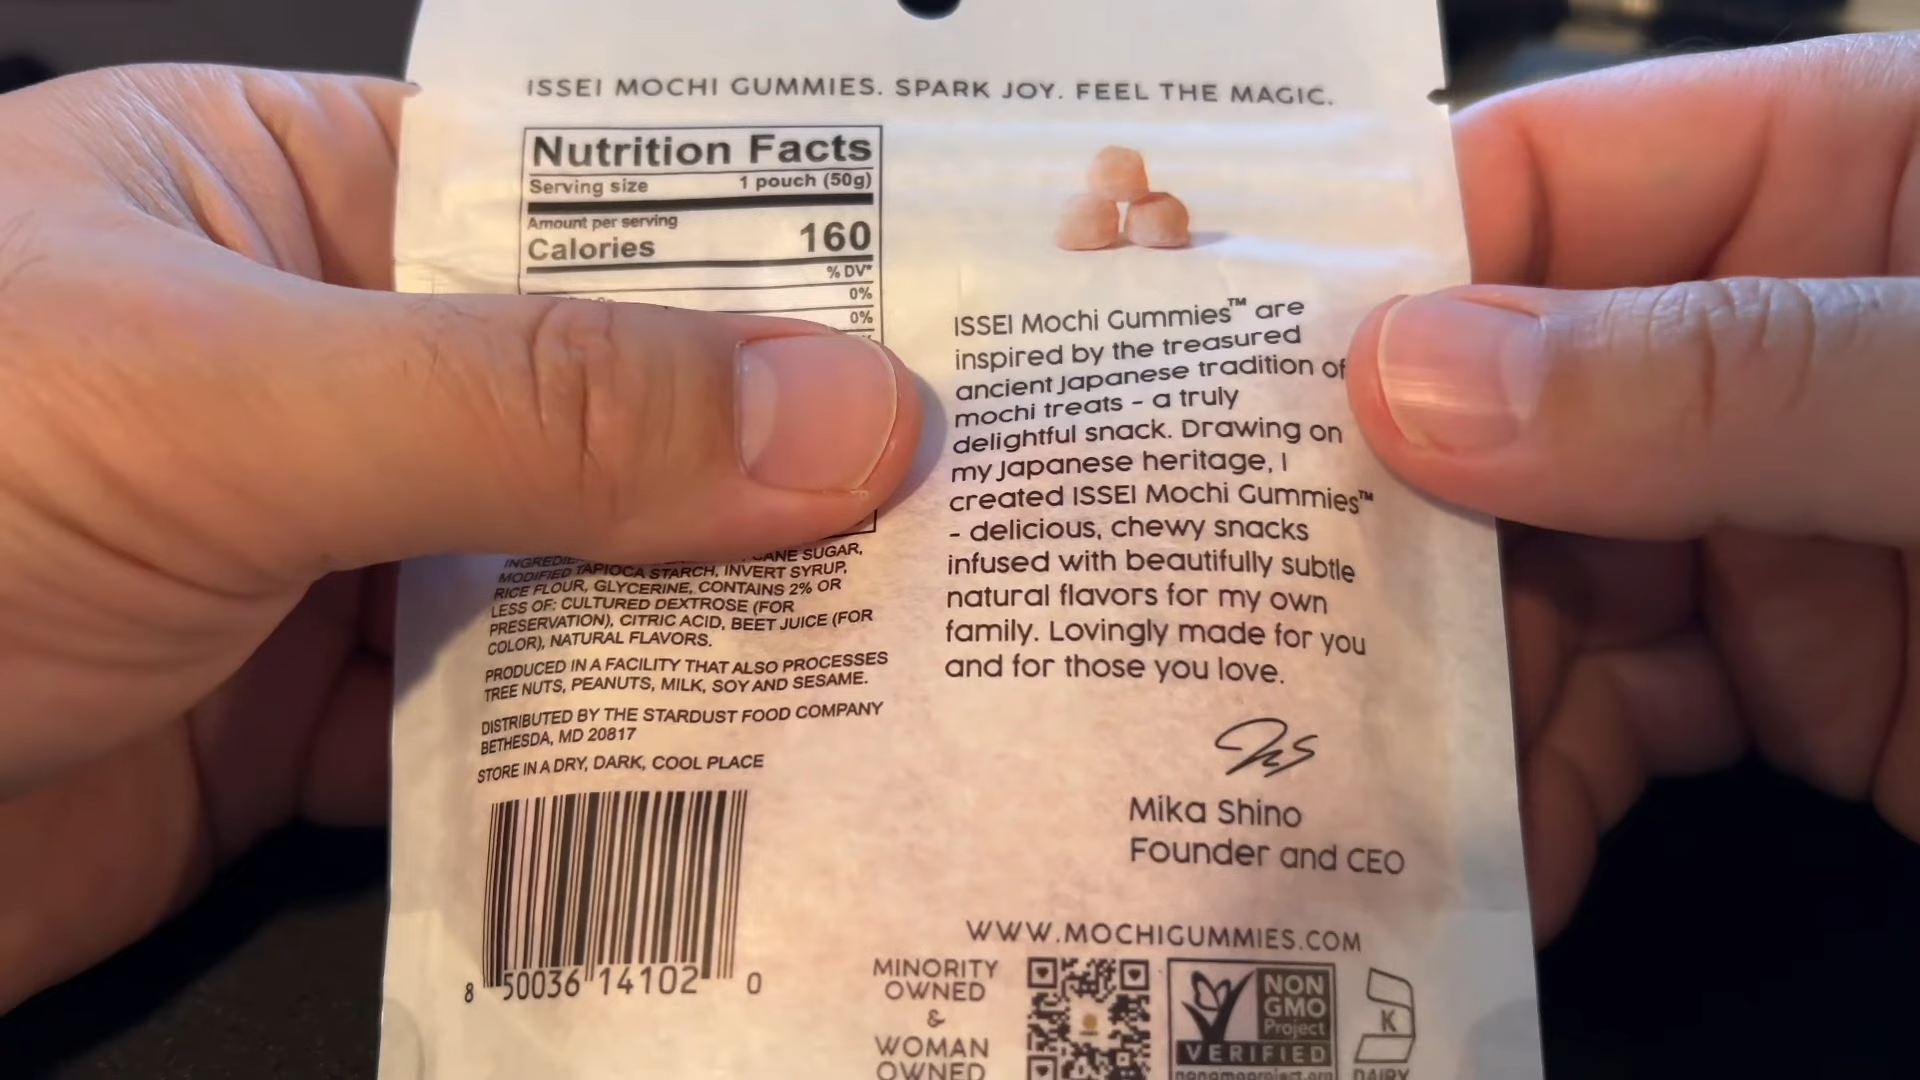 ISSEI MOCHI GUMMIES. SPARK JOY. FEEL THE MAGIC.
Nutrition Facts
Serving size 1 pouch (50g)
Amount per serving
Calories 160
% DV*
0%
0%
CANE SUGAR,
MODIFIED TAPIOCA STARCH, INVERT SYRUP,
RICE FLOUR, GLYCERINE, CONTAINS 2% OR
LESS OF: CULTURED DEXTROSE (FOR
PRESERVATION), CITRIC ACID, BEET JUICE (FOR
COLOR), NATURAL FLAVORS.
PRODUCED IN A FACILITY THAT ALSO PROCESSES
TREE NUTS, PEANUTS, MILK, SOY AND SESAME.
DISTRIBUTED BY THE STARDUST FOOD COMPANY
BETHESDA, MD 20817
STORE IN A DRY, DARK, COOL PLACE
8 50036 14102 0
ISSEI Mochi Gummies™ are
inspired by the treasured
ancient Japanese tradition of
mochi treats - a truly
delightful snack. Drawing on
my Japanese heritage, I
created ISSEI Mochi Gummies™
- delicious, chewy snacks
infused with beautifully subtle
natural flavors for my own
family. Lovingly made for you
and for those you love.
Mika Shino
Founder and CEO
WWW.MOCHIGUMMIES.COM
MINORITY
OWNED
&
WOMAN
OWNED
NON
GMO
Project
VERIFIED
nongmoproject.org
K
DAIRY